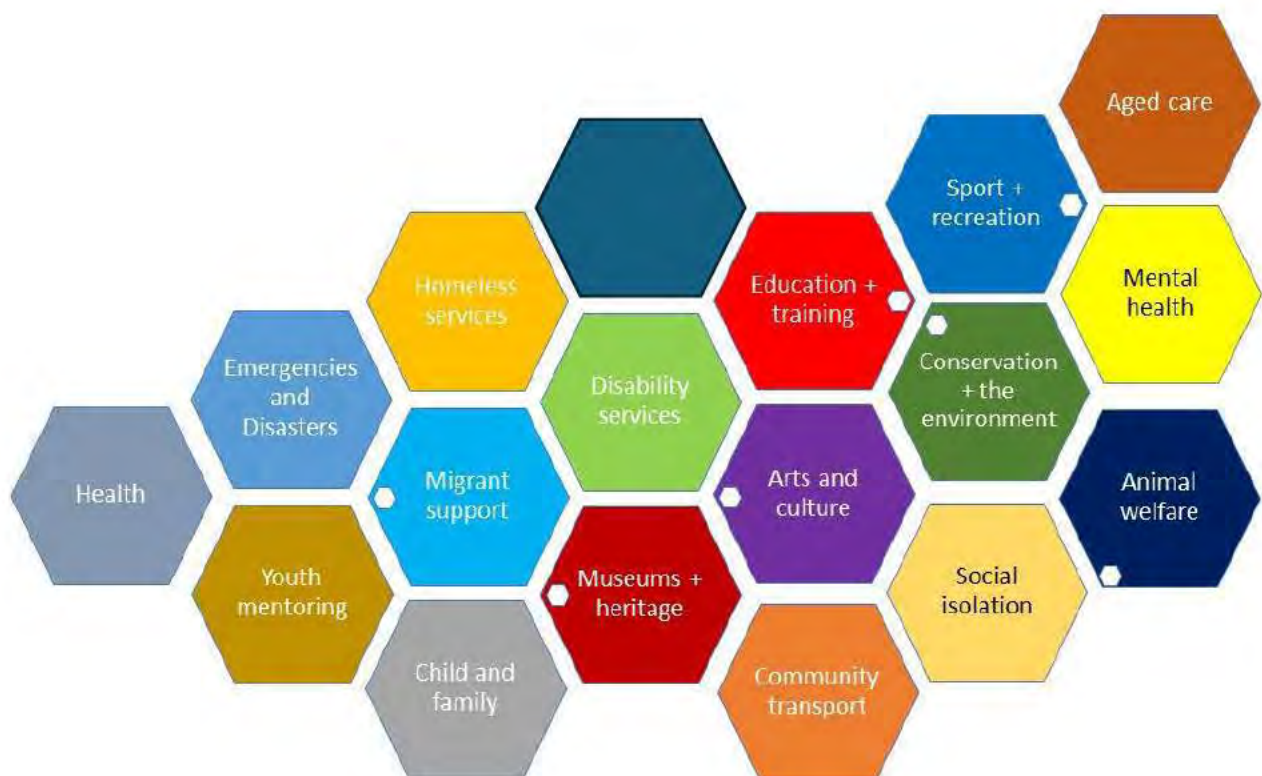 Aged care
Sport +
recreation
Homeless
services
Education +
training
Mental
health
Emergencies
and
Disasters
Disability
services
Conservation
+ the
environment
Health
Migrant
support
Arts and
culture
Animal
welfare
Youth
mentoring
Museums +
heritage
Social
isolation
Child and
family
Community
transport